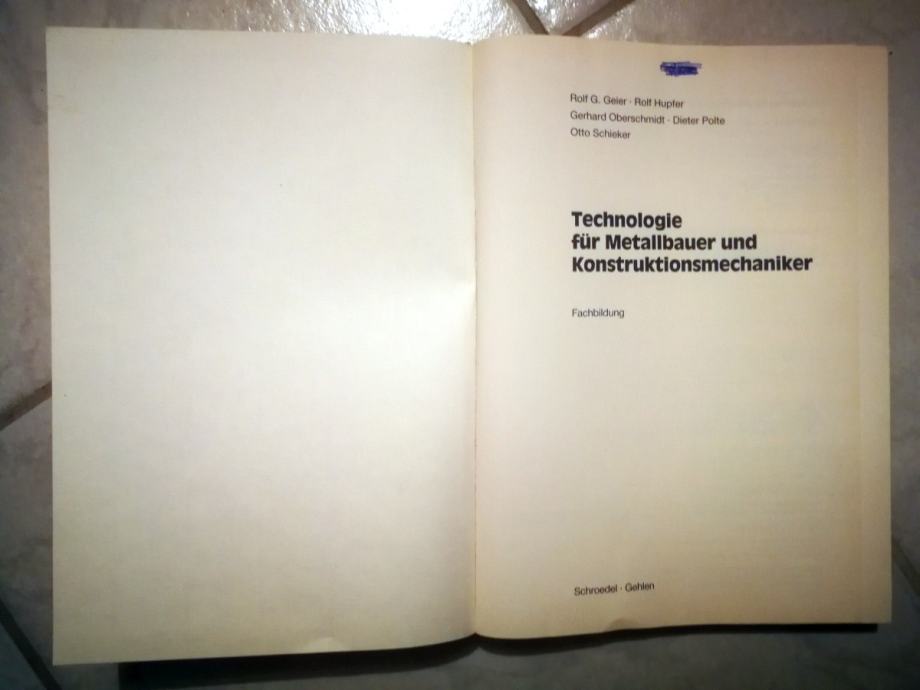 Rolf G. Geier · Rolf Hupfer
Gerhard Oberschmidt · Dieter Polte
Otto Schieker
Technologie
für Metallbauer und
Konstruktionsmechaniker
Fachbildung
Schroedel · Gehlen